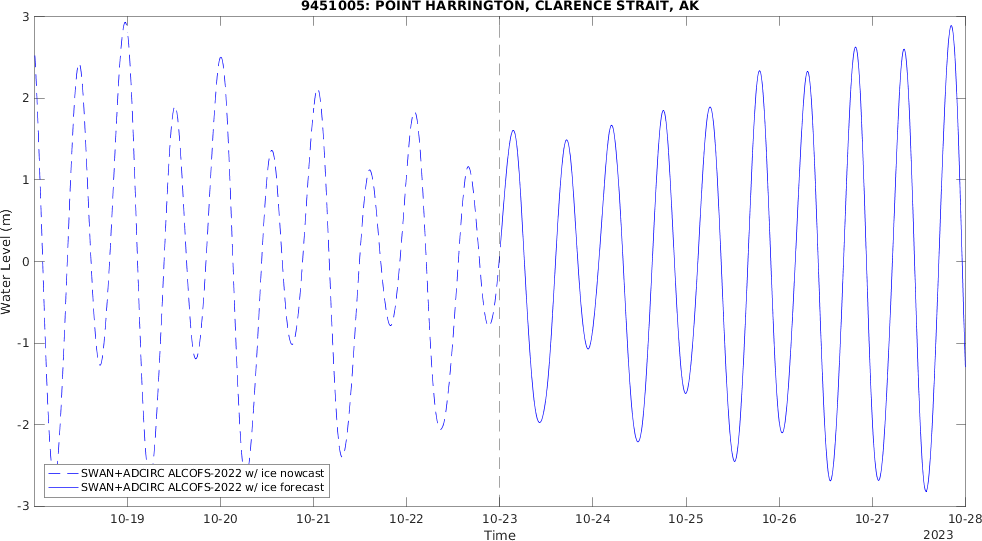 9451005: POINT HARRINGTON, CLARENCE STRAIT, AK
3
2
1
0
-1
-2
-3
Water Level (m)
SWAN+ADCIRC ALCOFS-2022 w/ ice nowcast
SWAN+ADCIRC ALCOFS-2022 w/ ice forecast
10-19 10-20 10-21 10-22 10-23 10-24 10-25 10-26 10-27 10-28
Time
2023